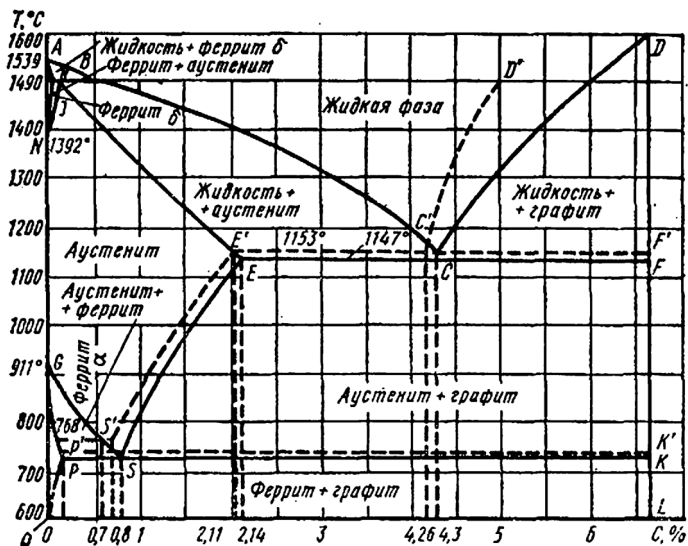 T,°C
1600
1539
1490
1400
1300
1200
1100
1000
911°
800
700
600
A
B
J
N 1392°
Жидкость + феррит δ
Феррит + аустенит
Феррит δ
Жидкая фаза
D"
D
Жидкость +
+ аустенит
Жидкость +
+ графит
Аустенит
E'
1153°
1147°
C'
F'
E
C
F
Аустенит +
+ феррит
G
Феррит α
768°
S'
P'
P
S
Аустенит + графит
K'
K
Феррит + графит
L
Q
0
0,7
0,8
1
2,11
2,14
3
4,26
4,3
5
6
C,%